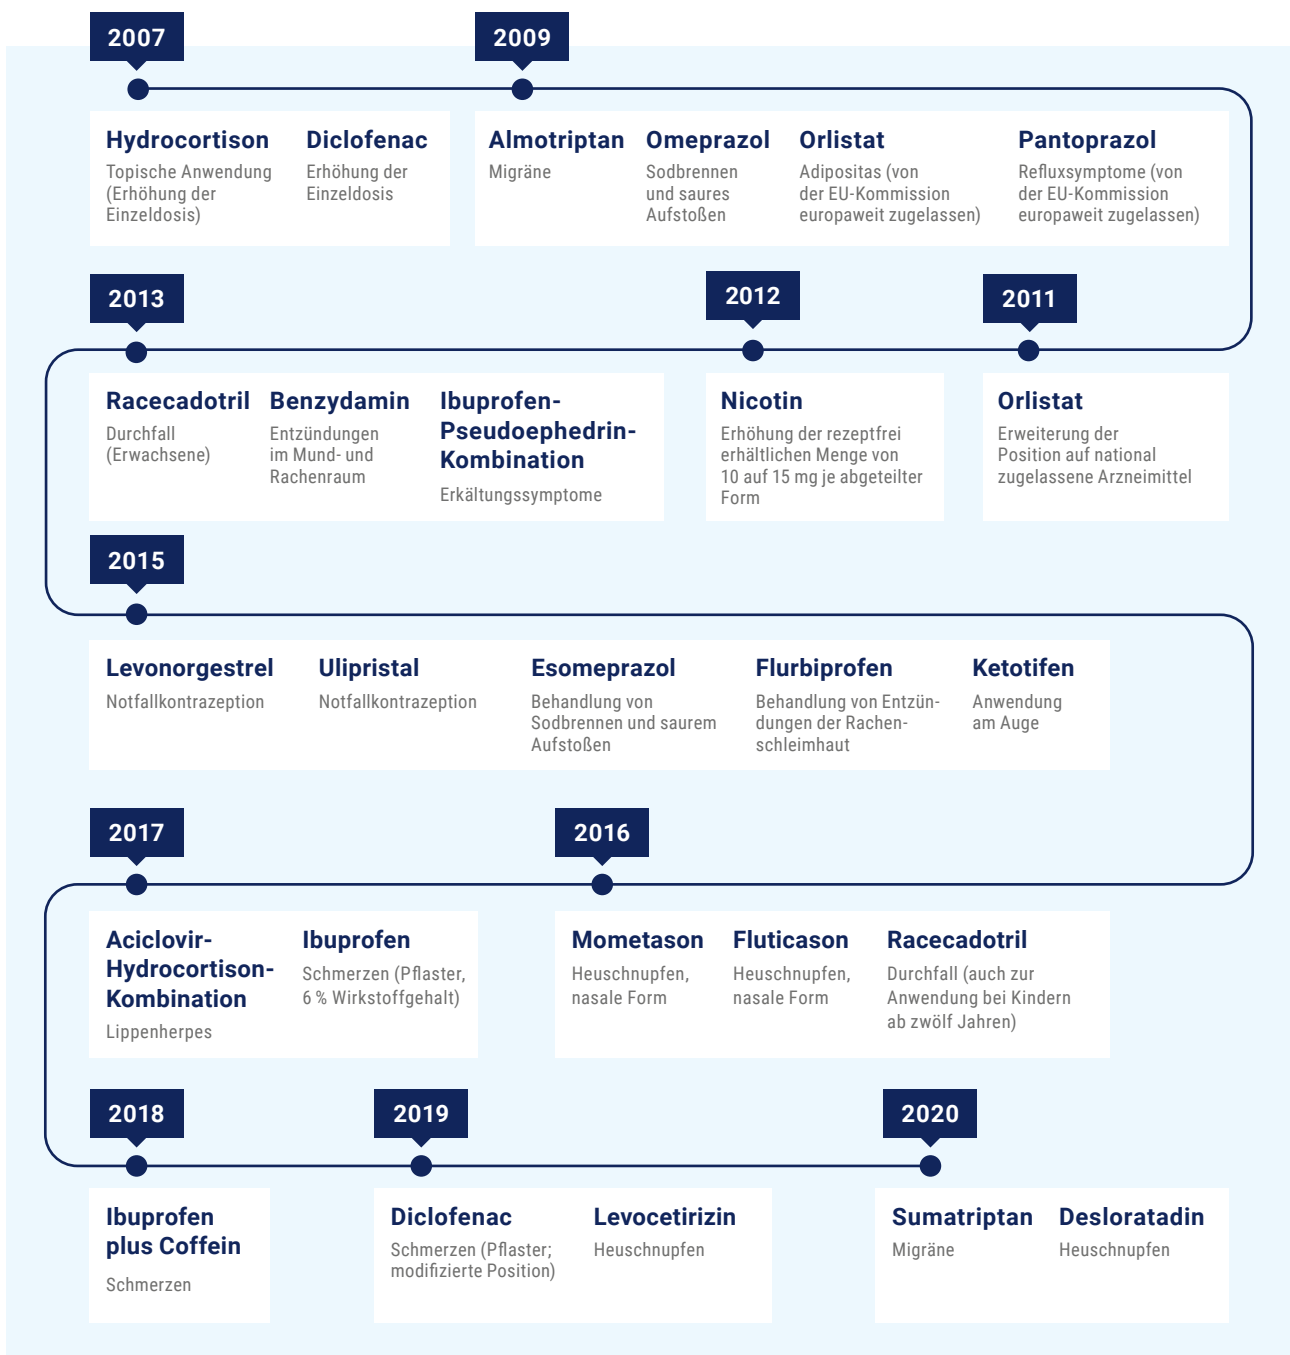 2007
Hydrocortison
Topische Anwendung
(Erhöhung der
Einzeldosis)
Diclofenac
Erhöhung der
Einzeldosis
2009
Almotriptan
Migräne
Omeprazol
Sodbrennen
und saures
Aufstoßen
Orlistat
Adipositas (von
der EU-Kommission
europaweit zugelassen)
Pantoprazol
Refluxsymptome (von
der EU-Kommission
europaweit zugelassen)
2011
Orlistat
Erweiterung der
Position auf national
zugelassene Arzneimittel
2012
Nicotin
Erhöhung der rezeptfrei
erhältlichen Menge von
10 auf 15 mg je abgeteilter
Form
2013
Racecadotril
Durchfall
(Erwachsene)
Benzydamin
Entzündungen
im Mund- und
Rachenraum
Ibuprofen-
Pseudoephedrin-
Kombination
Erkältungssymptome
2015
Levonorgestrel
Notfallkontrazeption
Ulipristal
Notfallkontrazeption
Esomeprazol
Behandlung von
Sodbrennen und saurem
Aufstoßen
Flurbiprofen
Behandlung von Entzün-
dungen der Rachen-
schleimhaut
Ketotifen
Anwendung
am Auge
2016
Mometason
Heuschnupfen,
nasale Form
Fluticason
Heuschnupfen,
nasale Form
Racecadotril
Durchfall (auch zur
Anwendung bei Kindern
ab zwölf Jahren)
2017
Aciclovir-
Hydrocortison-
Kombination
Lippenherpes
Ibuprofen
Schmerzen (Pflaster,
6 % Wirkstoffgehalt)
2018
Ibuprofen
plus Coffein
Schmerzen
2019
Diclofenac
Schmerzen (Pflaster;
modifizierte Position)
Levocetirizin
Heuschnupfen
2020
Sumatriptan
Migräne
Desloratadin
Heuschnupfen